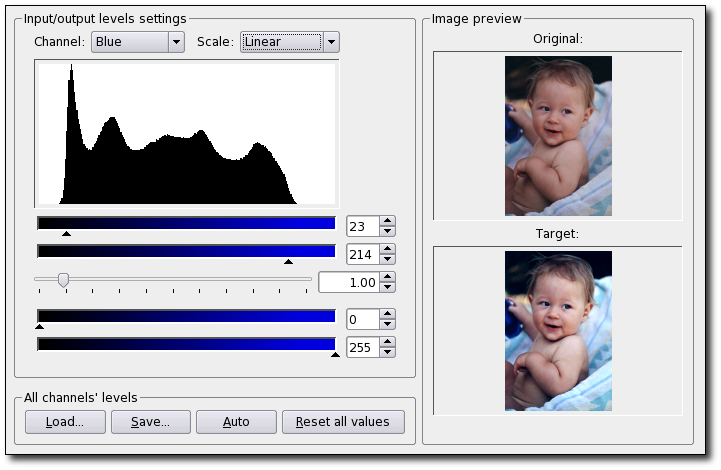 Input/output levels settings
Channel: Blue Scale: Linear
23
214
1.00
0
255
All channels' levels
Load... Save... Auto Reset all values
Image preview
Original:
Target: